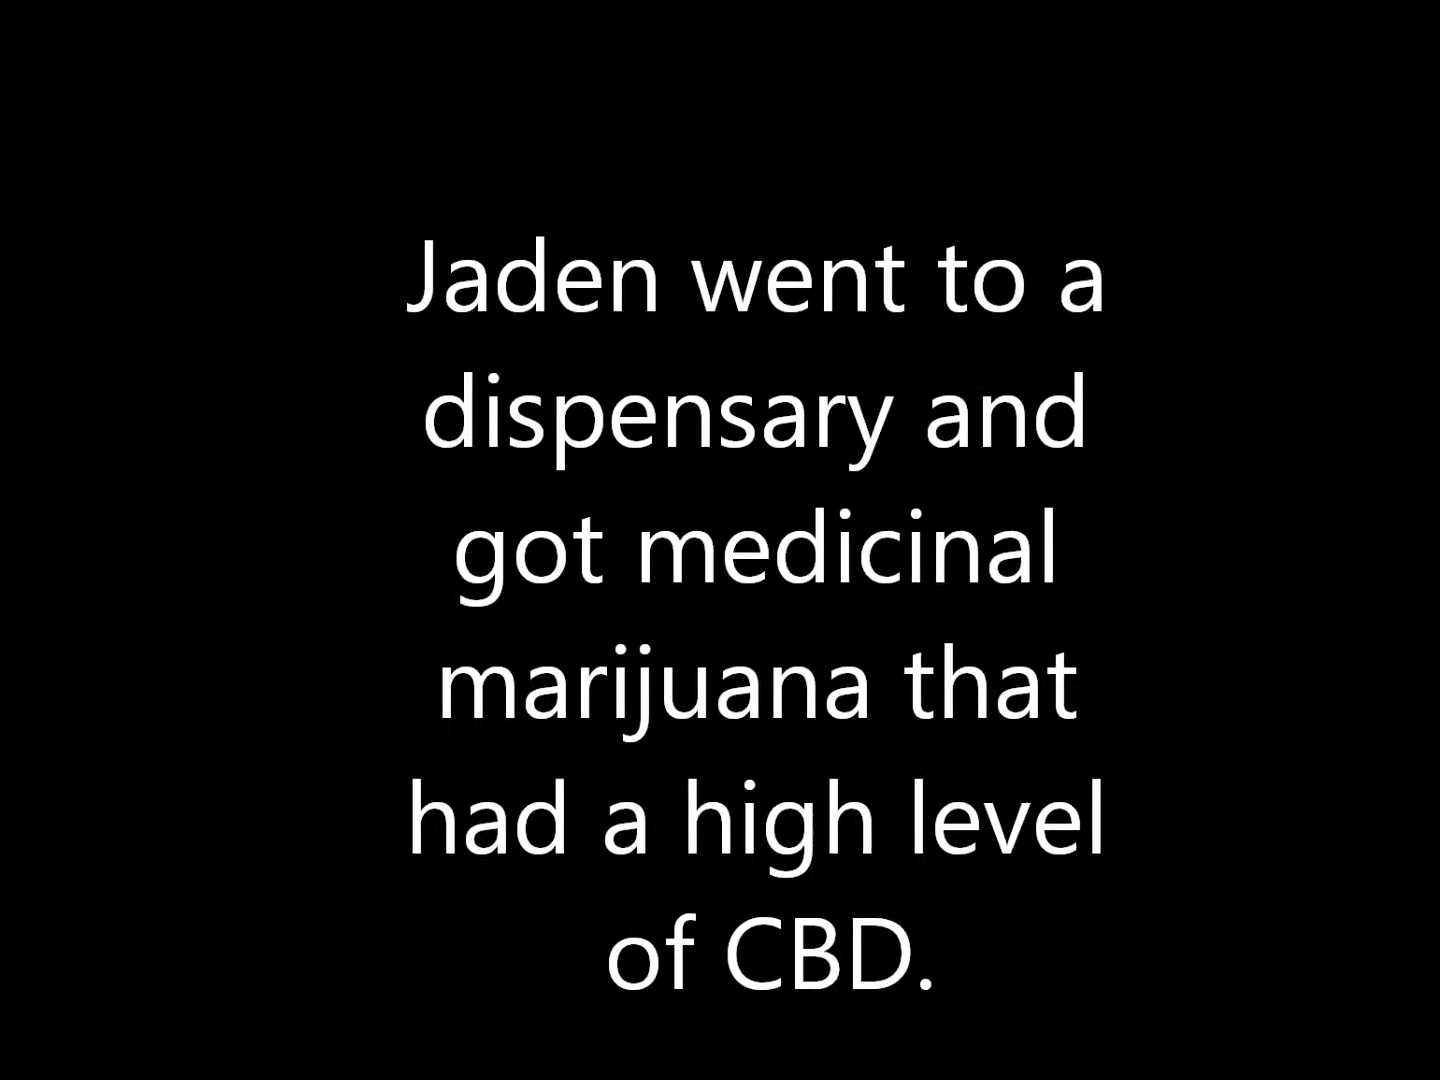 Jaden went to a
dispensary and
got medicinal
marijuana that
had a high level
of CBD.